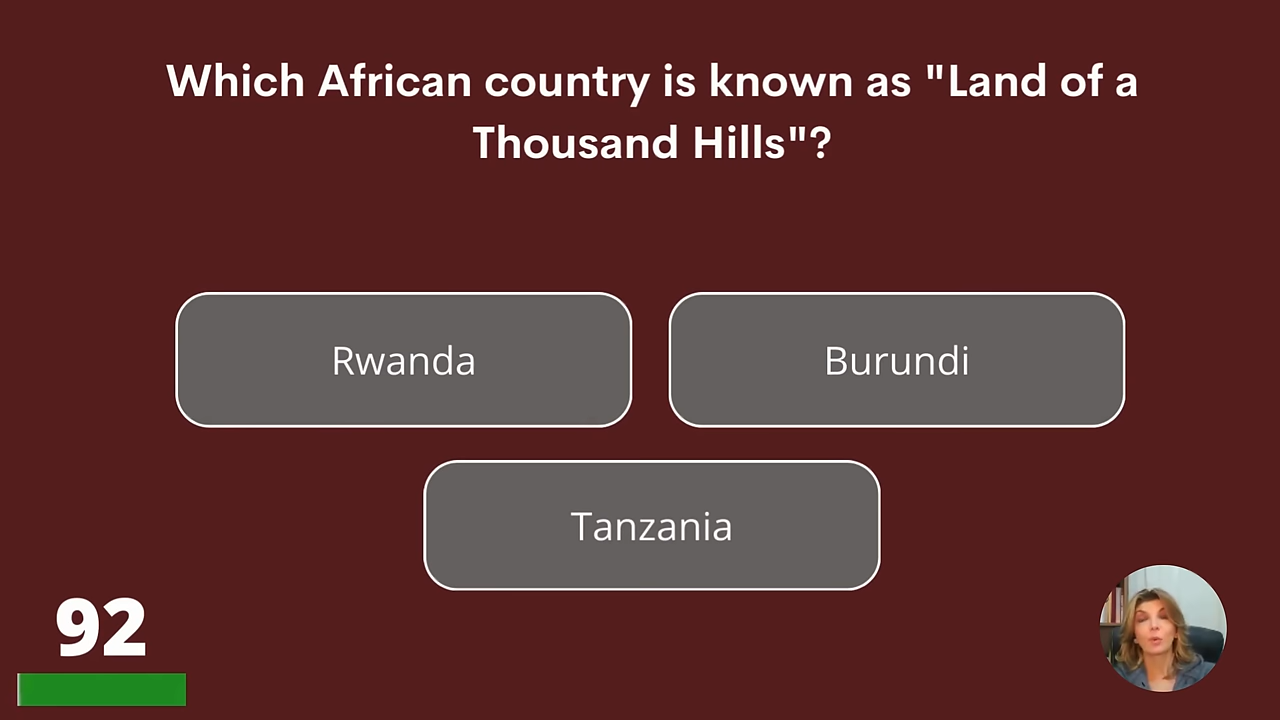 Which African country is known as "Land of a
Thousand Hills"?
Rwanda
Burundi
Tanzania
92